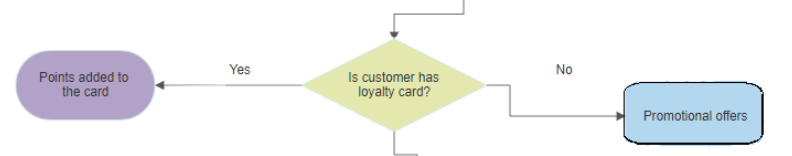 Yes
No
Is customer has
loyalty card?
Points added to
the card
Promotional offers